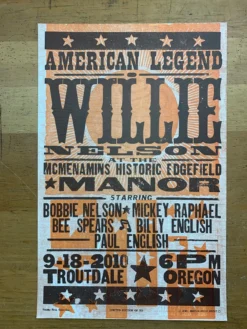 AMERICAN LEGEND
WILLIE
NELSON
AT THE
MCMENAMINS HISTORIC EDGEFIELD
MANOR
STARRING
BOBBIE NELSON MICKEY RAPHAEL
BEE SPEARS & BILLY ENGLISH
PAUL ENGLISH
9-18-2010 6PM
TROUTDALE OREGON